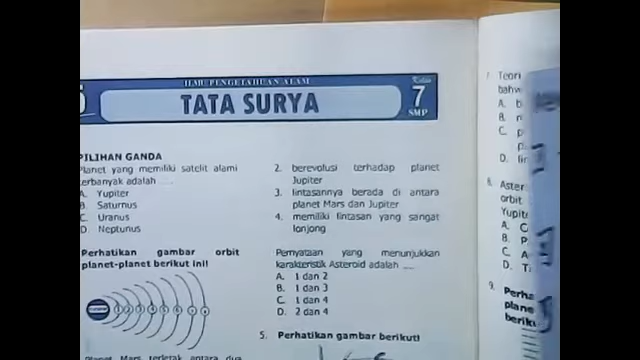 ILMU PENGETAHUAN ALAM
TATA SURYA
Kelas
7
SMP
PILIHAN GANDA
Planet yang memiliki satelit alami
terbanyak adalah ....
A. Yupiter
B. Saturnus
C. Uranus
D. Neptunus
Perhatikan gambar orbit
planet-planet berikut ini!
Planet Mars terletak antara dua
2. berevolusi terhadap planet
Jupiter
3. lintasannya berada di antara
planet Mars dan Jupiter
4. memiliki lintasan yang sangat
lonjong
Pernyataan yang menunjukkan
karakteristik Asteroid adalah ....
A. 1 dan 2
B. 1 dan 3
C. 1 dan 4
D. 2 dan 4
5. Perhatikan gambar berikut!
Teori
bahw
A. b
B.
C. p
D. lin
8. Aster
orbit
Yupit
A. C
B. P
C. A
D. T
9. Perha
plane
berik